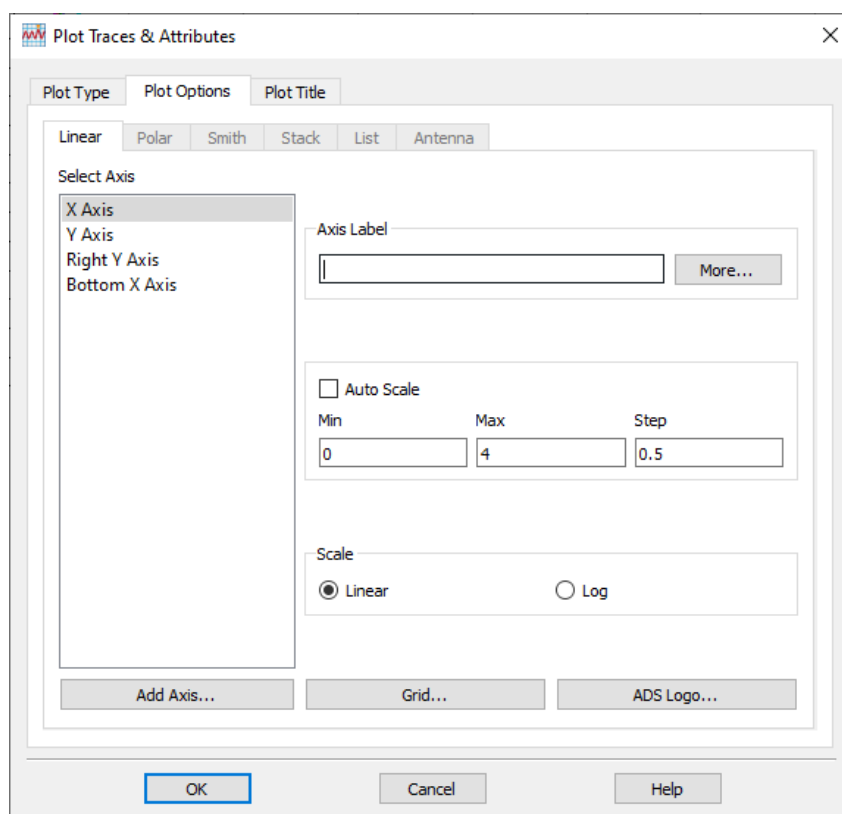 Plot Traces & Attributes
Plot Type Plot Options Plot Title
Linear Polar Smith Stack List Antenna
Select Axis
X Axis
Y Axis
Right Y Axis
Bottom X Axis
Axis Label
More...
Auto Scale
Min Max Step
0 4 0.5
Scale
Linear Log
Add Axis... Grid... ADS Logo...
OK Cancel Help